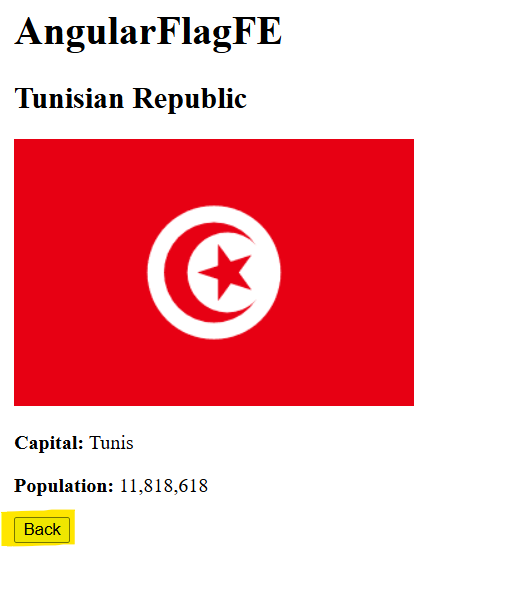 AngularFlagFE
Tunisian Republic
Capital: Tunis
Population: 11,818,618
Back